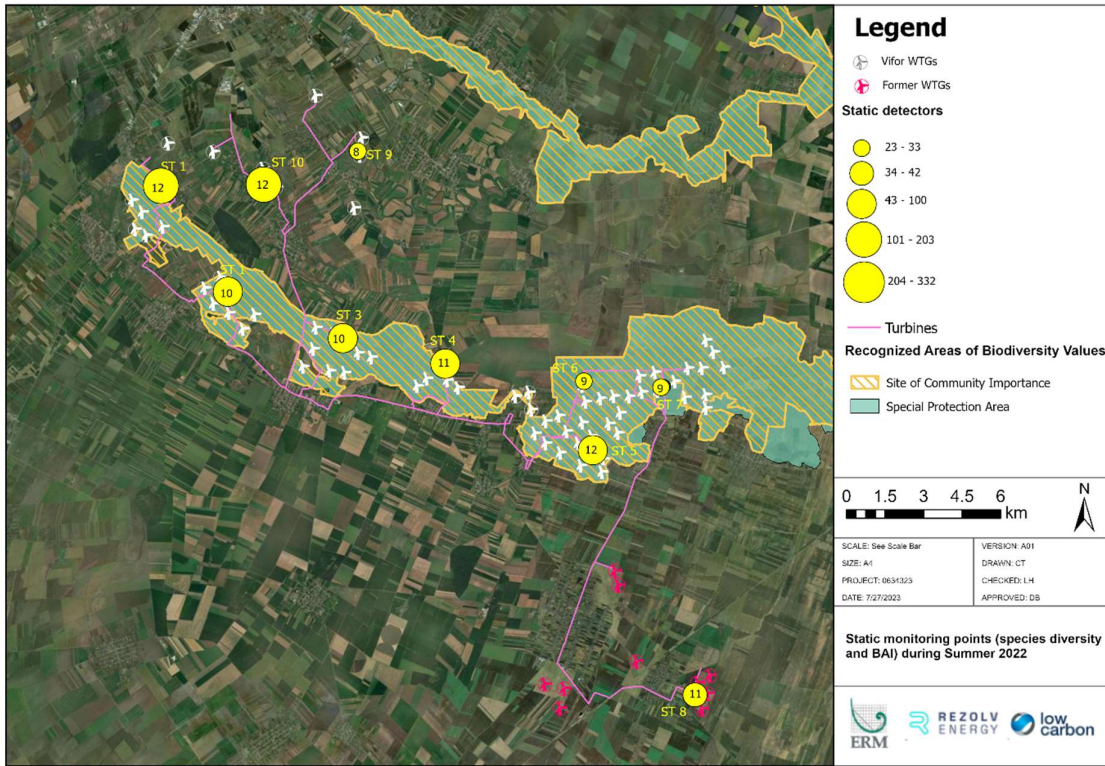 ST 1
12
ST 10
12
8
ST 9
ST 1
10
ST 3
10
ST 4
11
ST 6
9
9
ST 7
12
ST 5
11
ST 8
Legend
Vifor WTGs
Former WTGs
Static detectors
23 - 33
34 - 42
43 - 100
101 - 203
204 - 332
Turbines
Recognized Areas of Biodiversity Values
Site of Community Importance
Special Protection Area
0 1.5 3 4.5 6
km
N
SCALE: See Scale Bar
VERSION: A01
SIZE: A4
DRAWN: CT
PROJECT: 0634323
CHECKED: LH
DATE: 7/27/2023
APPROVED: DB
Static monitoring points (species diversity
and BAI) during Summer 2022
ERM
REZOLV
ENERGY
low
carbon